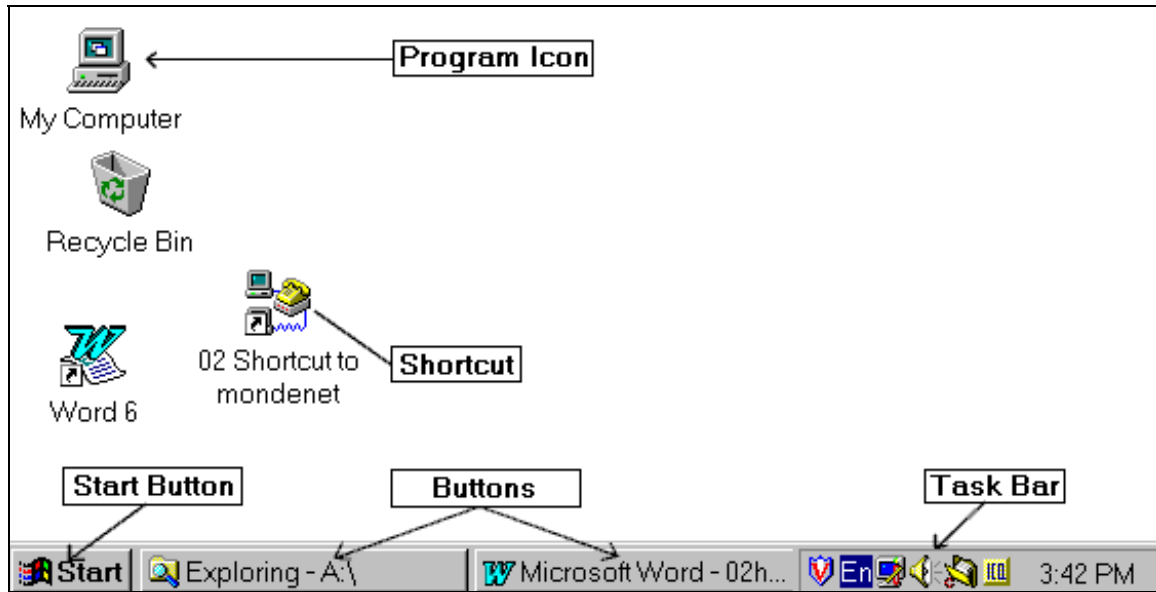 Program Icon
My Computer
Recycle Bin
02 Shortcut to
mondenet
Shortcut
Word 6
Start Button
Buttons
Task Bar
Start
Exploring - A:\
Microsoft Word - 02h...
En
ICQ
3:42 PM